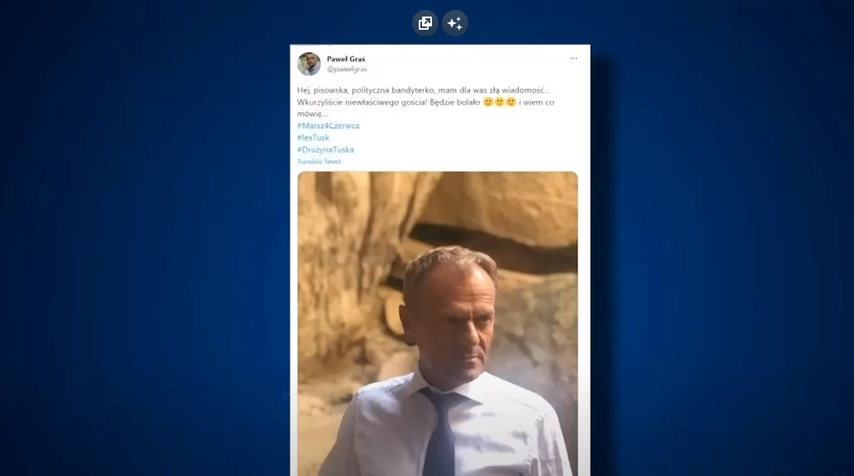 Paweł Graś
@pawelgras
Hej, pisowska, polityczna bandyterko, mam dla was złą wiadomość...
Wkurzyliście niewłaściwego gościa! Będzie bolało 🙂🙂🙂 i wiem co
mówię...
#Marsz4Czerwca
#lexTusk
#DrużynaTuska
Translate Tweet